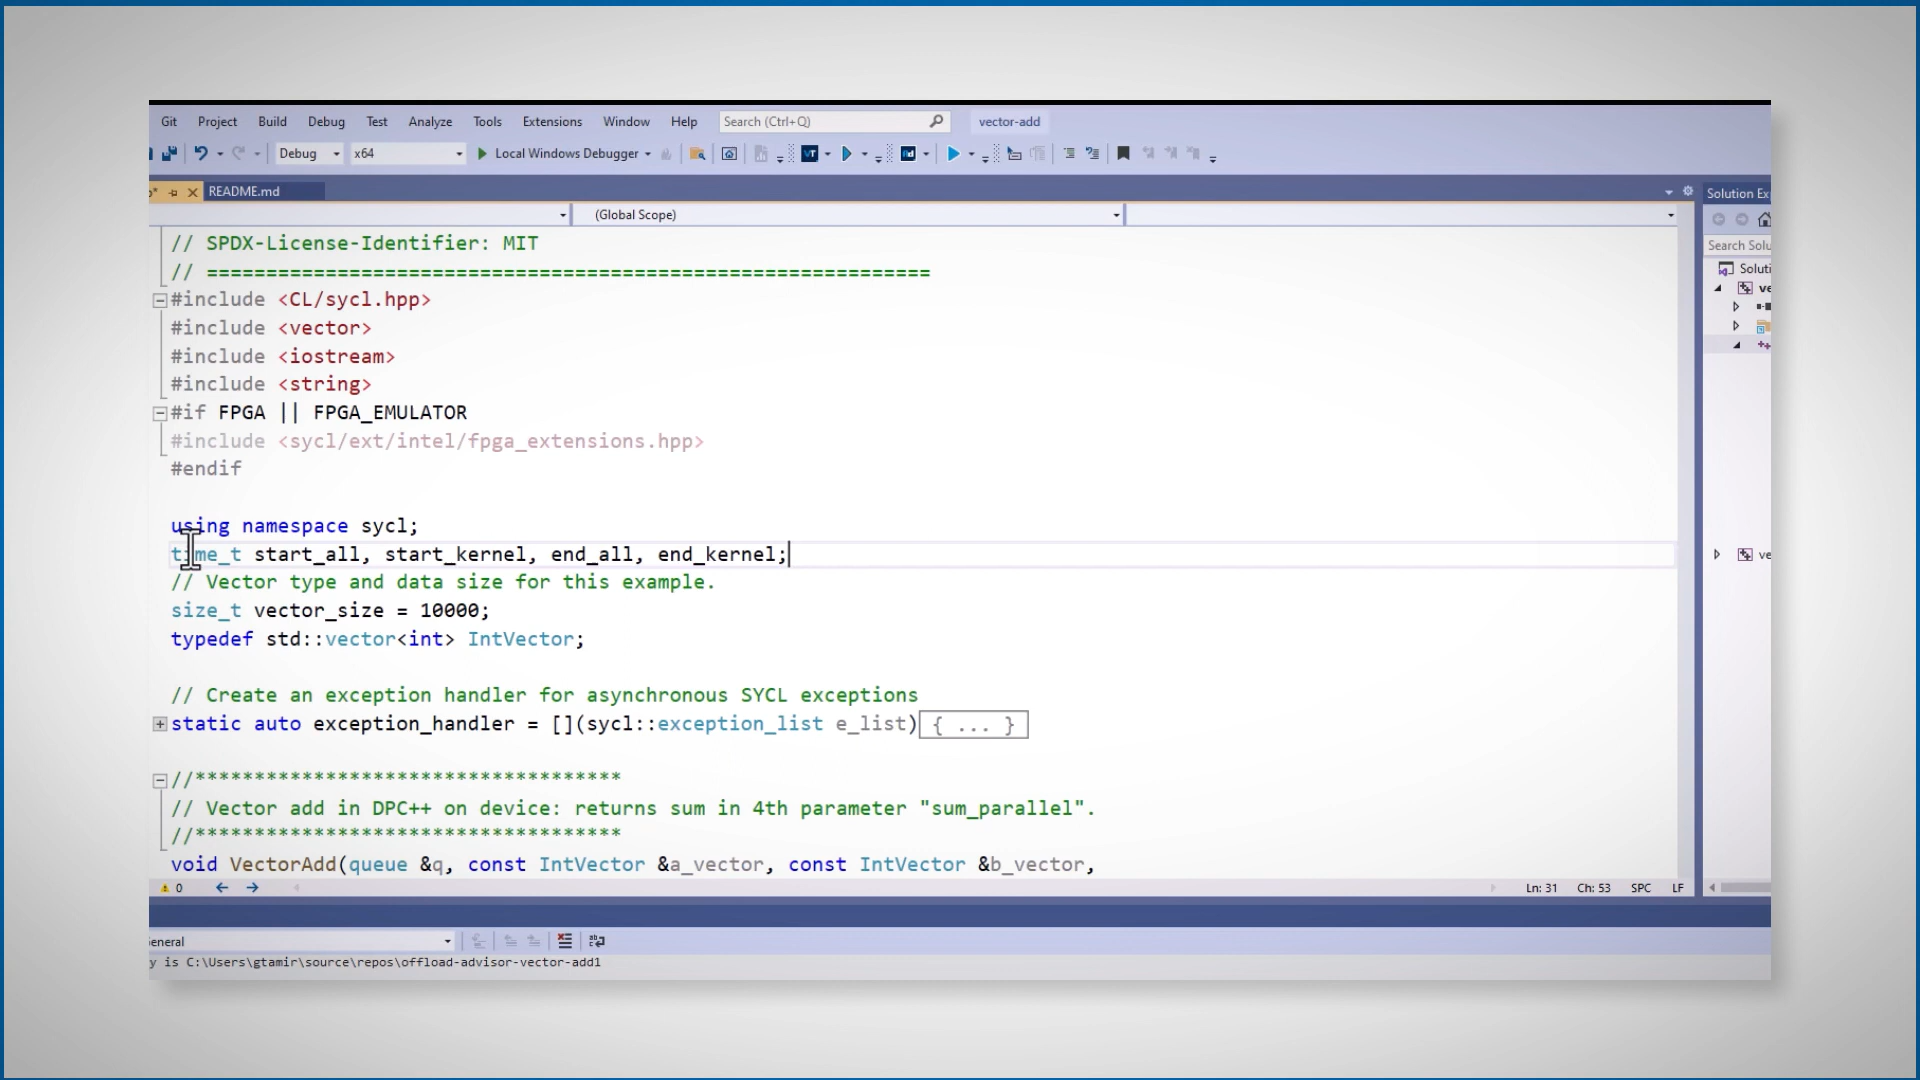 Git Project Build Debug Test Analyze Tools Extensions Window Help Search (Ctrl+Q) vector-add
Debug x64 Local Windows Debugger
README.md
Solution Ex
(Global Scope)
Search Solu
// SPDX-License-Identifier: MIT
// =============================================================
#include <CL/sycl.hpp>
#include <vector>
#include <iostream>
#include <string>
#if FPGA || FPGA_EMULATOR
#include <sycl/ext/intel/fpga_extensions.hpp>
#endif
using namespace sycl;
time_t start_all, start_kernel, end_all, end_kernel;
// Vector type and data size for this example.
size_t vector_size = 10000;
typedef std::vector<int> IntVector;
// Create an exception handler for asynchronous SYCL exceptions
static auto exception_handler = [](sycl::exception_list e_list){ ... }
//************************************
// Vector add in DPC++ on device: returns sum in 4th parameter "sum_parallel".
//************************************
void VectorAdd(queue &q, const IntVector &a_vector, const IntVector &b_vector,
Soluti
ve
ve
0 Ln: 31 Ch: 53 SPC LF
eneral
y is C:\Users\gtamir\source\repos\offload-advisor-vector-add1